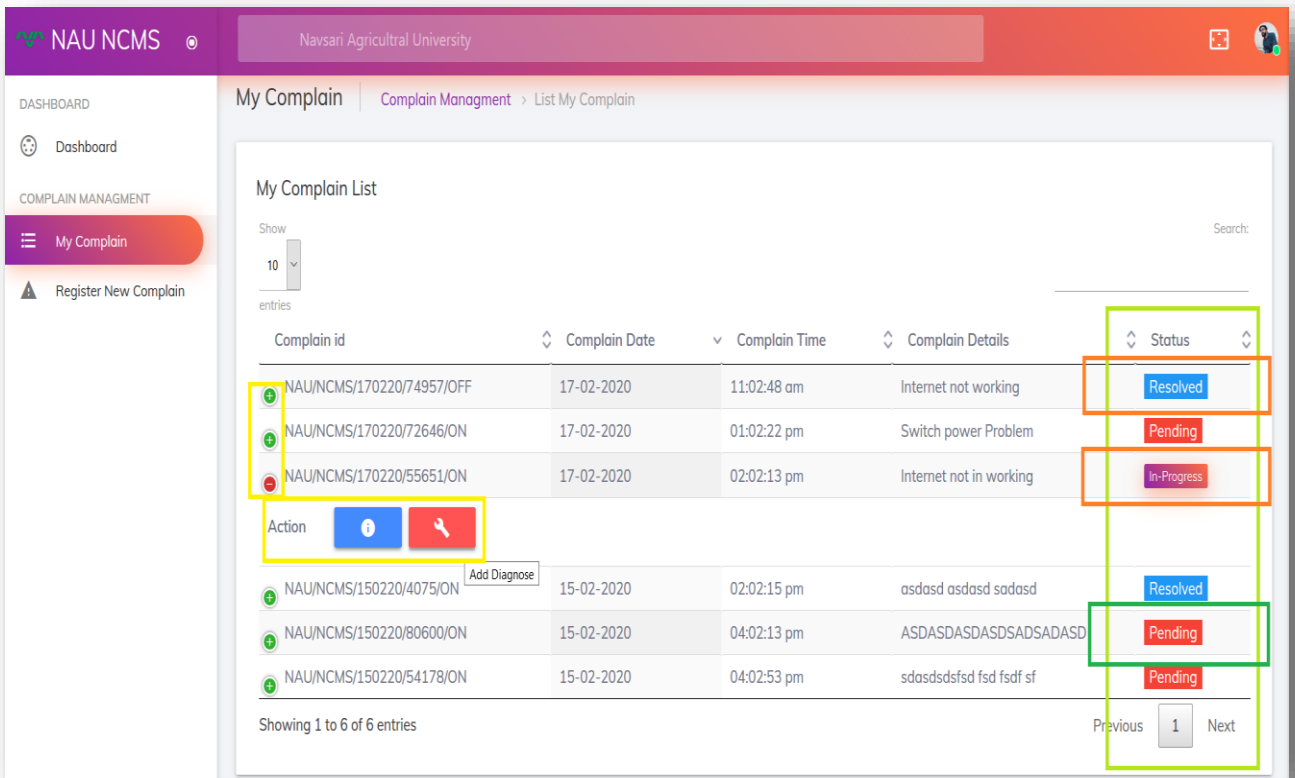 NAU NCMS
Navsari Agricultral University
DASHBOARD
Dashboard
COMPLAIN MANAGMENT
My Complain
Register New Complain
My Complain Complain Managment > List My Complain
My Complain List
Show
10
entries
Search:
Complain id Complain Date Complain Time Complain Details Status
NAU/NCMS/170220/74957/OFF 17-02-2020 11:02:48 am Internet not working Resolved
NAU/NCMS/170220/72646/ON 17-02-2020 01:02:22 pm Switch power Problem Pending
NAU/NCMS/170220/55651/ON 17-02-2020 02:02:13 pm Internet not in working In-Progress
Action
Add Diagnose
NAU/NCMS/150220/4075/ON 15-02-2020 02:02:15 pm asdasd asdasd sadasd Resolved
NAU/NCMS/150220/80600/ON 15-02-2020 04:02:13 pm ASDASDASDASDSADSADASD Pending
NAU/NCMS/150220/54178/ON 15-02-2020 04:02:53 pm sdasdsdsfsd fsd fsdf sf Pending
Showing 1 to 6 of 6 entries
Previous 1 Next